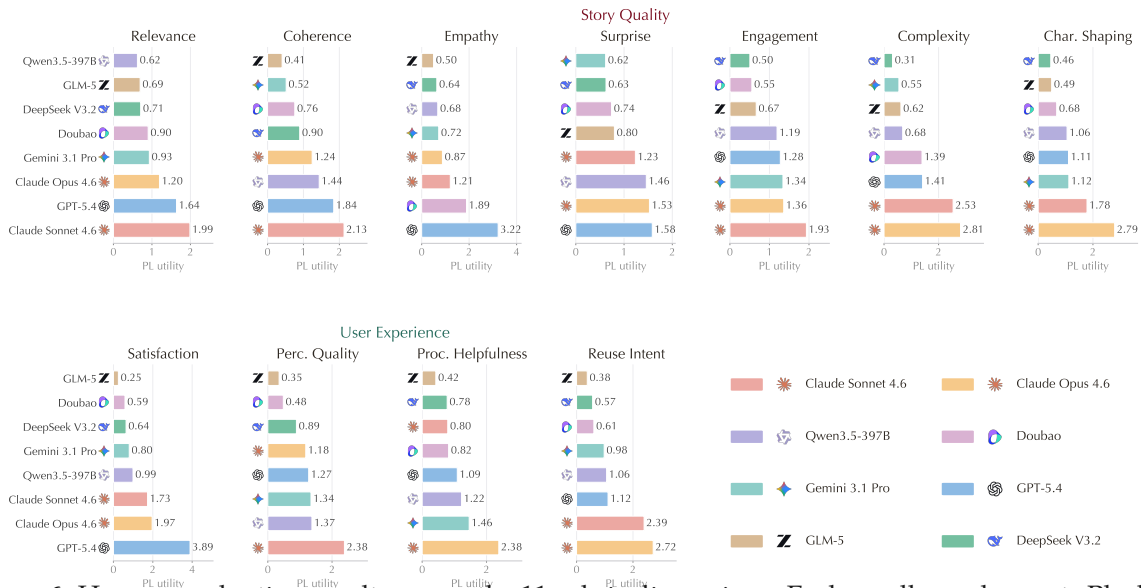 Story Quality
Relevance Coherence Empathy Surprise Engagement Complexity Char. Shaping
Qwen3.5-397B 0.62 0.41 0.50 0.62 0.50 0.31 0.46
GLM-5 0.69 0.52 0.64 0.63 0.55 0.55 0.49
DeepSeek V3.2 0.71 0.76 0.68 0.74 0.67 0.62 0.68
Doubao 0.90 0.90 0.72 0.80 1.19 0.68 1.06
Gemini 3.1 Pro 0.93 1.24 0.87 1.23 1.28 1.39 1.11
Claude Opus 4.6 1.20 1.44 1.21 1.46 1.34 1.41 1.12
GPT-5.4 1.64 1.84 1.89 1.53 1.36 2.53 1.78
Claude Sonnet 4.6 1.99 2.13 3.22 1.58 1.93 2.81 2.79
0 1 2 0 1 2 0 2 4 0 1 2 0 1 2 0 1 2 0 2
PL utility PL utility PL utility PL utility PL utility PL utility PL utility
User Experience
Satisfaction Perc. Quality Proc. Helpfulness Reuse Intent
GLM-5 0.25 0.35 0.42 0.38
Doubao 0.59 0.48 0.78 0.57
DeepSeek V3.2 0.64 0.89 0.80 0.61
Gemini 3.1 Pro 0.80 1.18 0.82 0.98
Qwen3.5-397B 0.99 1.27 1.09 1.06
Claude Sonnet 4.6 1.73 1.34 1.22 1.12
Claude Opus 4.6 1.97 1.37 1.46 2.39
GPT-5.4 3.89 2.38 2.38 2.72
0 2 4 0 1 2 0 1 2 0 2
PL utility PL utility PL utility PL utility
Claude Sonnet 4.6 Claude Opus 4.6
Qwen3.5-397B Doubao
Gemini 3.1 Pro GPT-5.4
GLM-5 DeepSeek V3.2